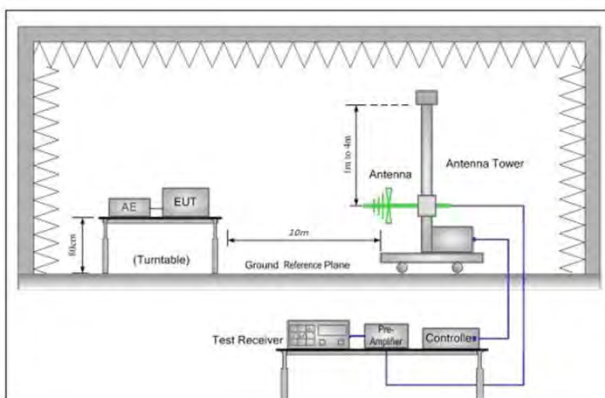 1m to 4m
Antenna Tower
Antenna
AE
EUT
80cm
(Turntable)
10m
Ground Reference Plane
Test Receiver
Pre-
Amplifier
Controller